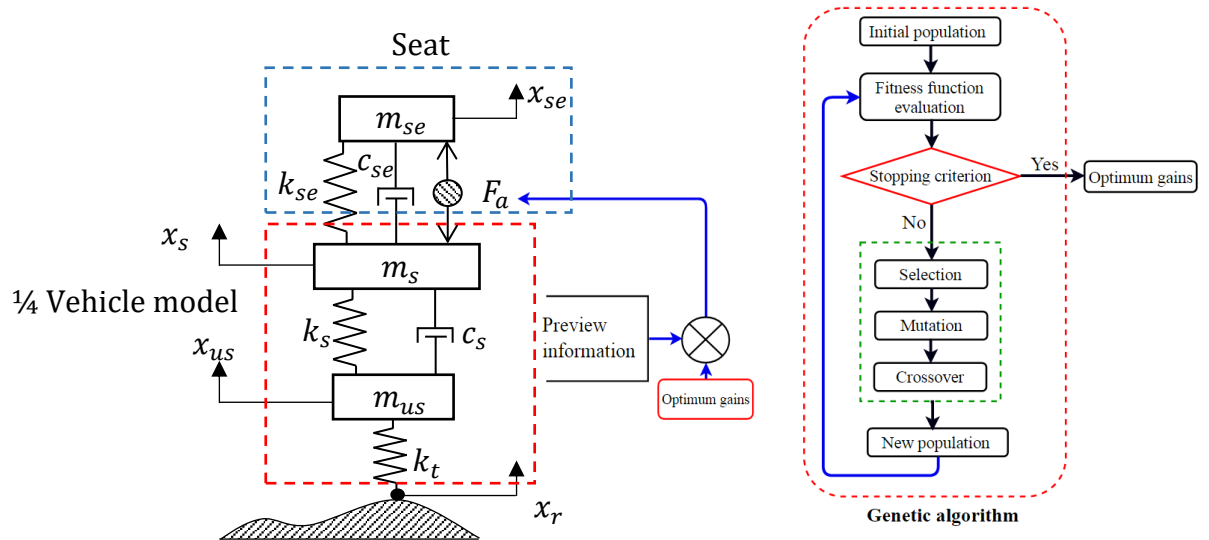 Seat
x_se
m_se
c_se
k_se
F_a
x_s
m_s
¼ Vehicle model
k_s
c_s
x_us
m_us
k_t
x_r
Preview
information
Optimum gains
Initial population
Fitness function
evaluation
Stopping criterion
Yes
Optimum gains
No
Selection
Mutation
Crossover
New population
Genetic algorithm